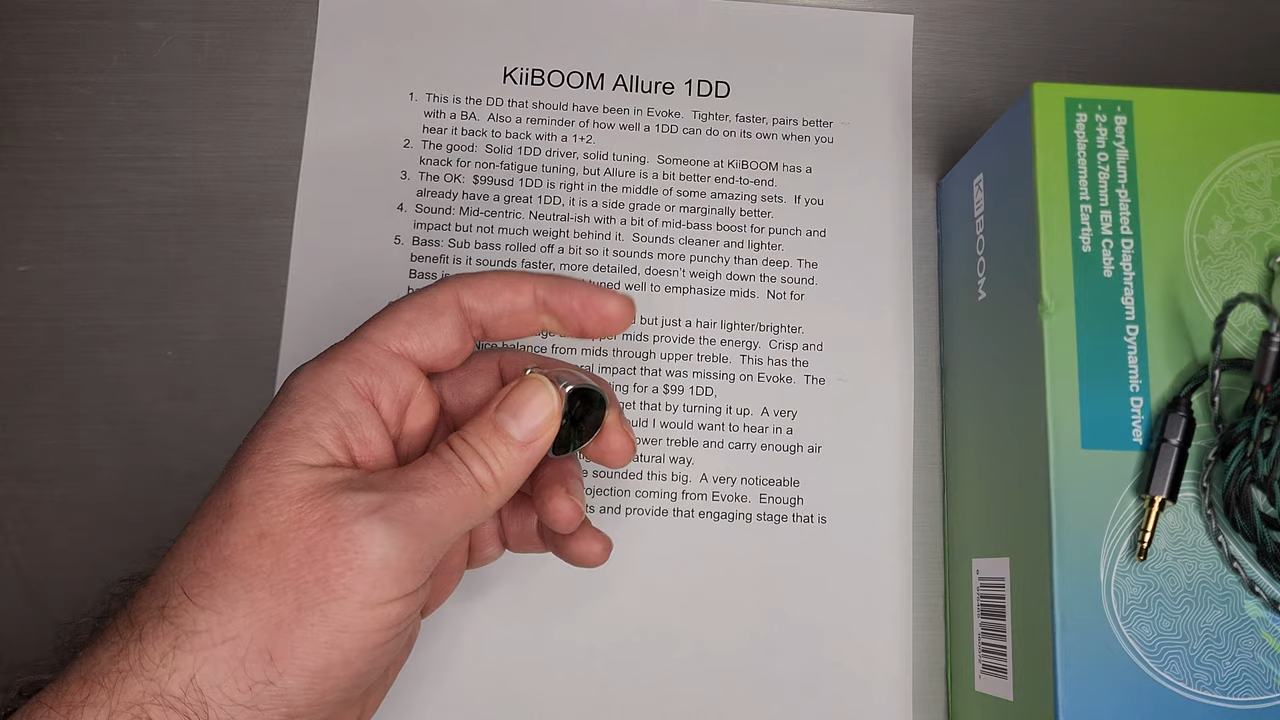 KiiBOOM Allure 1DD
1. This is the DD that should have been in Evoke. Tighter, faster, pairs better
with a BA. Also a reminder of how well a 1DD can do on its own when you
hear it back to back with a 1+2.
2. The good: Solid 1DD driver, solid tuning. Someone at KiiBOOM has a
knack for non-fatigue tuning, but Allure is a bit better end-to-end.
3. The OK: $99usd 1DD is right in the middle of some amazing sets. If you
already have a great 1DD, it is a side grade or marginally better.
4. Sound: Mid-centric. Neutral-ish with a bit of mid-bass boost for punch and
impact but not much weight behind it. Sounds cleaner and lighter.
5. Bass: Sub bass rolled off a bit so it sounds more punchy than deep. The
benefit is it sounds faster, more detailed, doesn't weigh down the sound.
Bass is tuned well to emphasize mids. Not for
but just a hair lighter/brighter.
mids provide the energy. Crisp and
Nice balance from mids through upper treble. This has the
impact that was missing on Evoke. The
for a $99 1DD,
get that by turning it up. A very
would I would want to hear in a
lower treble and carry enough air
natural way.
sounded this big. A very noticeable
projection coming from Evoke. Enough
and provide that engaging stage that is
KiiBOOM
• Beryllium-plated Diaphragm Dynamic Driver
• 2-Pin 0.78mm IEM Cable
• Replacement Eartips